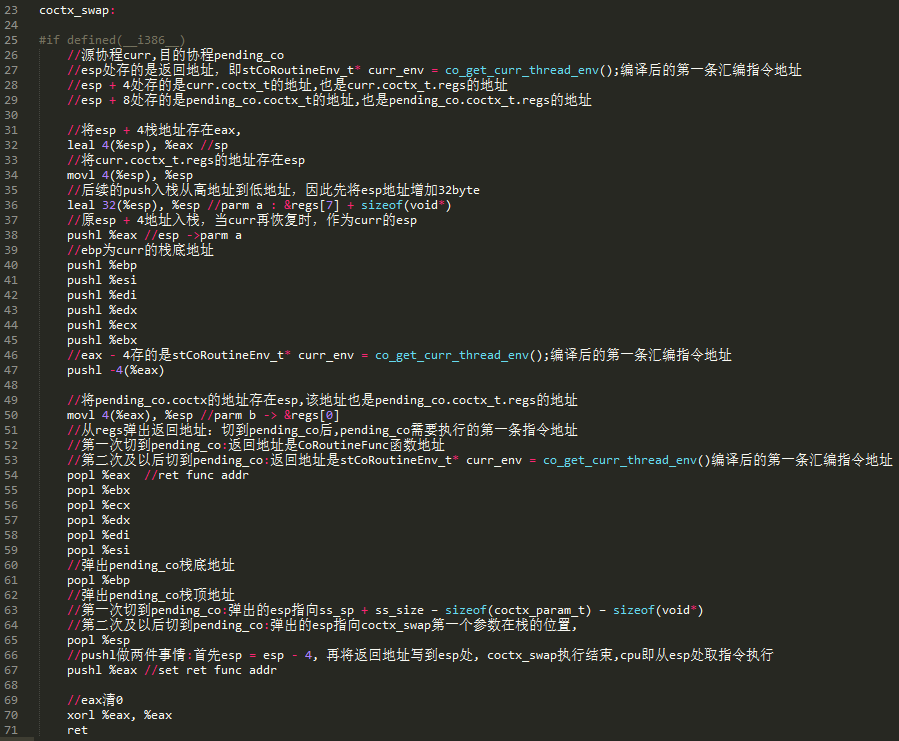 23 coctx_swap:
24
25 #if defined(__i386__)
26 //源协程curr,目的协程pending_co
27 //esp处存的是返回地址，即stCoRoutineEnv_t* curr_env = co_get_curr_thread_env();编译后的第一条汇编指令地址
28 //esp + 4处存的是curr.coctx_t的地址,也是curr.coctx_t.regs的地址
29 //esp + 8处存的是pending_co.coctx_t的地址,也是pending_co.coctx_t.regs的地址
30
31 //将esp + 4栈地址存在eax,
32 leal 4(%esp), %eax //sp
33 //将curr.coctx_t.regs的地址存在esp
34 movl 4(%esp), %esp
35 //后续的push入栈从高地址到低地址，因此先将esp地址增加32byte
36 leal 32(%esp), %esp //parm a : &regs[7] + sizeof(void*)
37 //原esp + 4地址入栈，当curr再恢复时，作为curr的esp
38 pushl %eax //esp ->parm a
39 //ebp为curr的栈底地址
40 pushl %ebp
41 pushl %esi
42 pushl %edi
43 pushl %edx
44 pushl %ecx
45 pushl %ebx
46 //eax - 4存的是stCoRoutineEnv_t* curr_env = co_get_curr_thread_env();编译后的第一条汇编指令地址
47 pushl -4(%eax)
48
49 //将pending_co.coctx的地址存在esp,该地址也是pending_co.coctx_t.regs的地址
50 movl 4(%eax), %esp //parm b -> &regs[0]
51 //从regs弹出返回地址：切到pending_co后,pending_co需要执行的第一条指令地址
52 //第一次切到pending_co:返回地址是CoRoutineFunc函数地址
53 //第二次及以后切到pending_co:返回地址是stCoRoutineEnv_t* curr_env = co_get_curr_thread_env()编译后的第一条汇编指令地址
54 popl %eax //ret func addr
55 popl %ebx
56 popl %ecx
57 popl %edx
58 popl %edi
59 popl %esi
60 //弹出pending_co栈底地址
61 popl %ebp
62 //弹出pending_co栈顶地址
63 //第一次切到pending_co:弹出的esp指向ss_sp + ss_size – sizeof(coctx_param_t) – sizeof(void*)
64 //第二次及以后切到pending_co:弹出的esp指向coctx_swap第一个参数在栈的位置,
65 popl %esp
66 //pushl做两件事情:首先esp = esp - 4, 再将返回地址写到esp处, coctx_swap执行结束,cpu即从esp处取指令执行
67 pushl %eax //set ret func addr
68
69 //eax清0
70 xorl %eax, %eax
71 ret